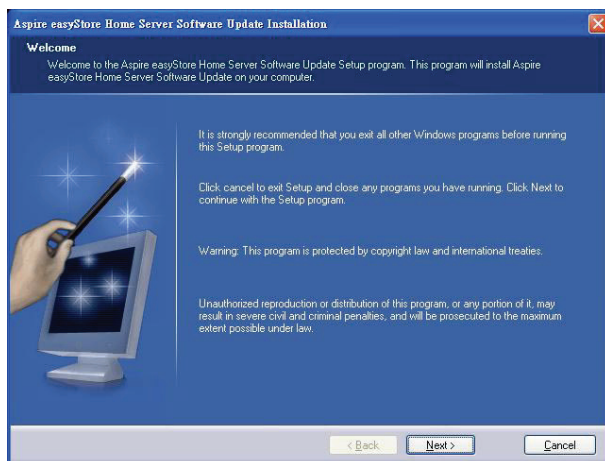 Aspire easyStore Home Server Software Update Installation
Welcome
Welcome to the Aspire easyStore Home Server Software Update Setup program. This program will install Aspire
easyStore Home Server Software Update on your computer.
It is strongly recommended that you exit all other Windows programs before running
this Setup program.
Click cancel to exit Setup and close any programs you have running. Click Next to
continue with the Setup program.
Warning: This program is protected by copyright law and international treaties.
Unauthorized reproduction or distribution of this program, or any portion of it, may
result in severe civil and criminal penalties, and will be prosecuted to the maximum
extent possible under law.
< Back Next > Cancel